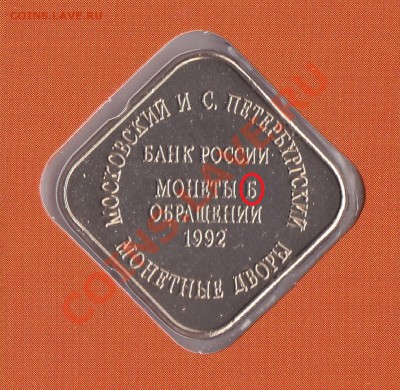 COINS.LAVE.RU
МОСКОВСКИЙ И С. ПЕТЕРБУРГСКИЙ
БАНК РОССИИ
МОНЕТЫ Б
ОБРАЩЕНИИ
1992
МОНЕТНЫЕ ДВОРЫ
COINS.LAVE.RU